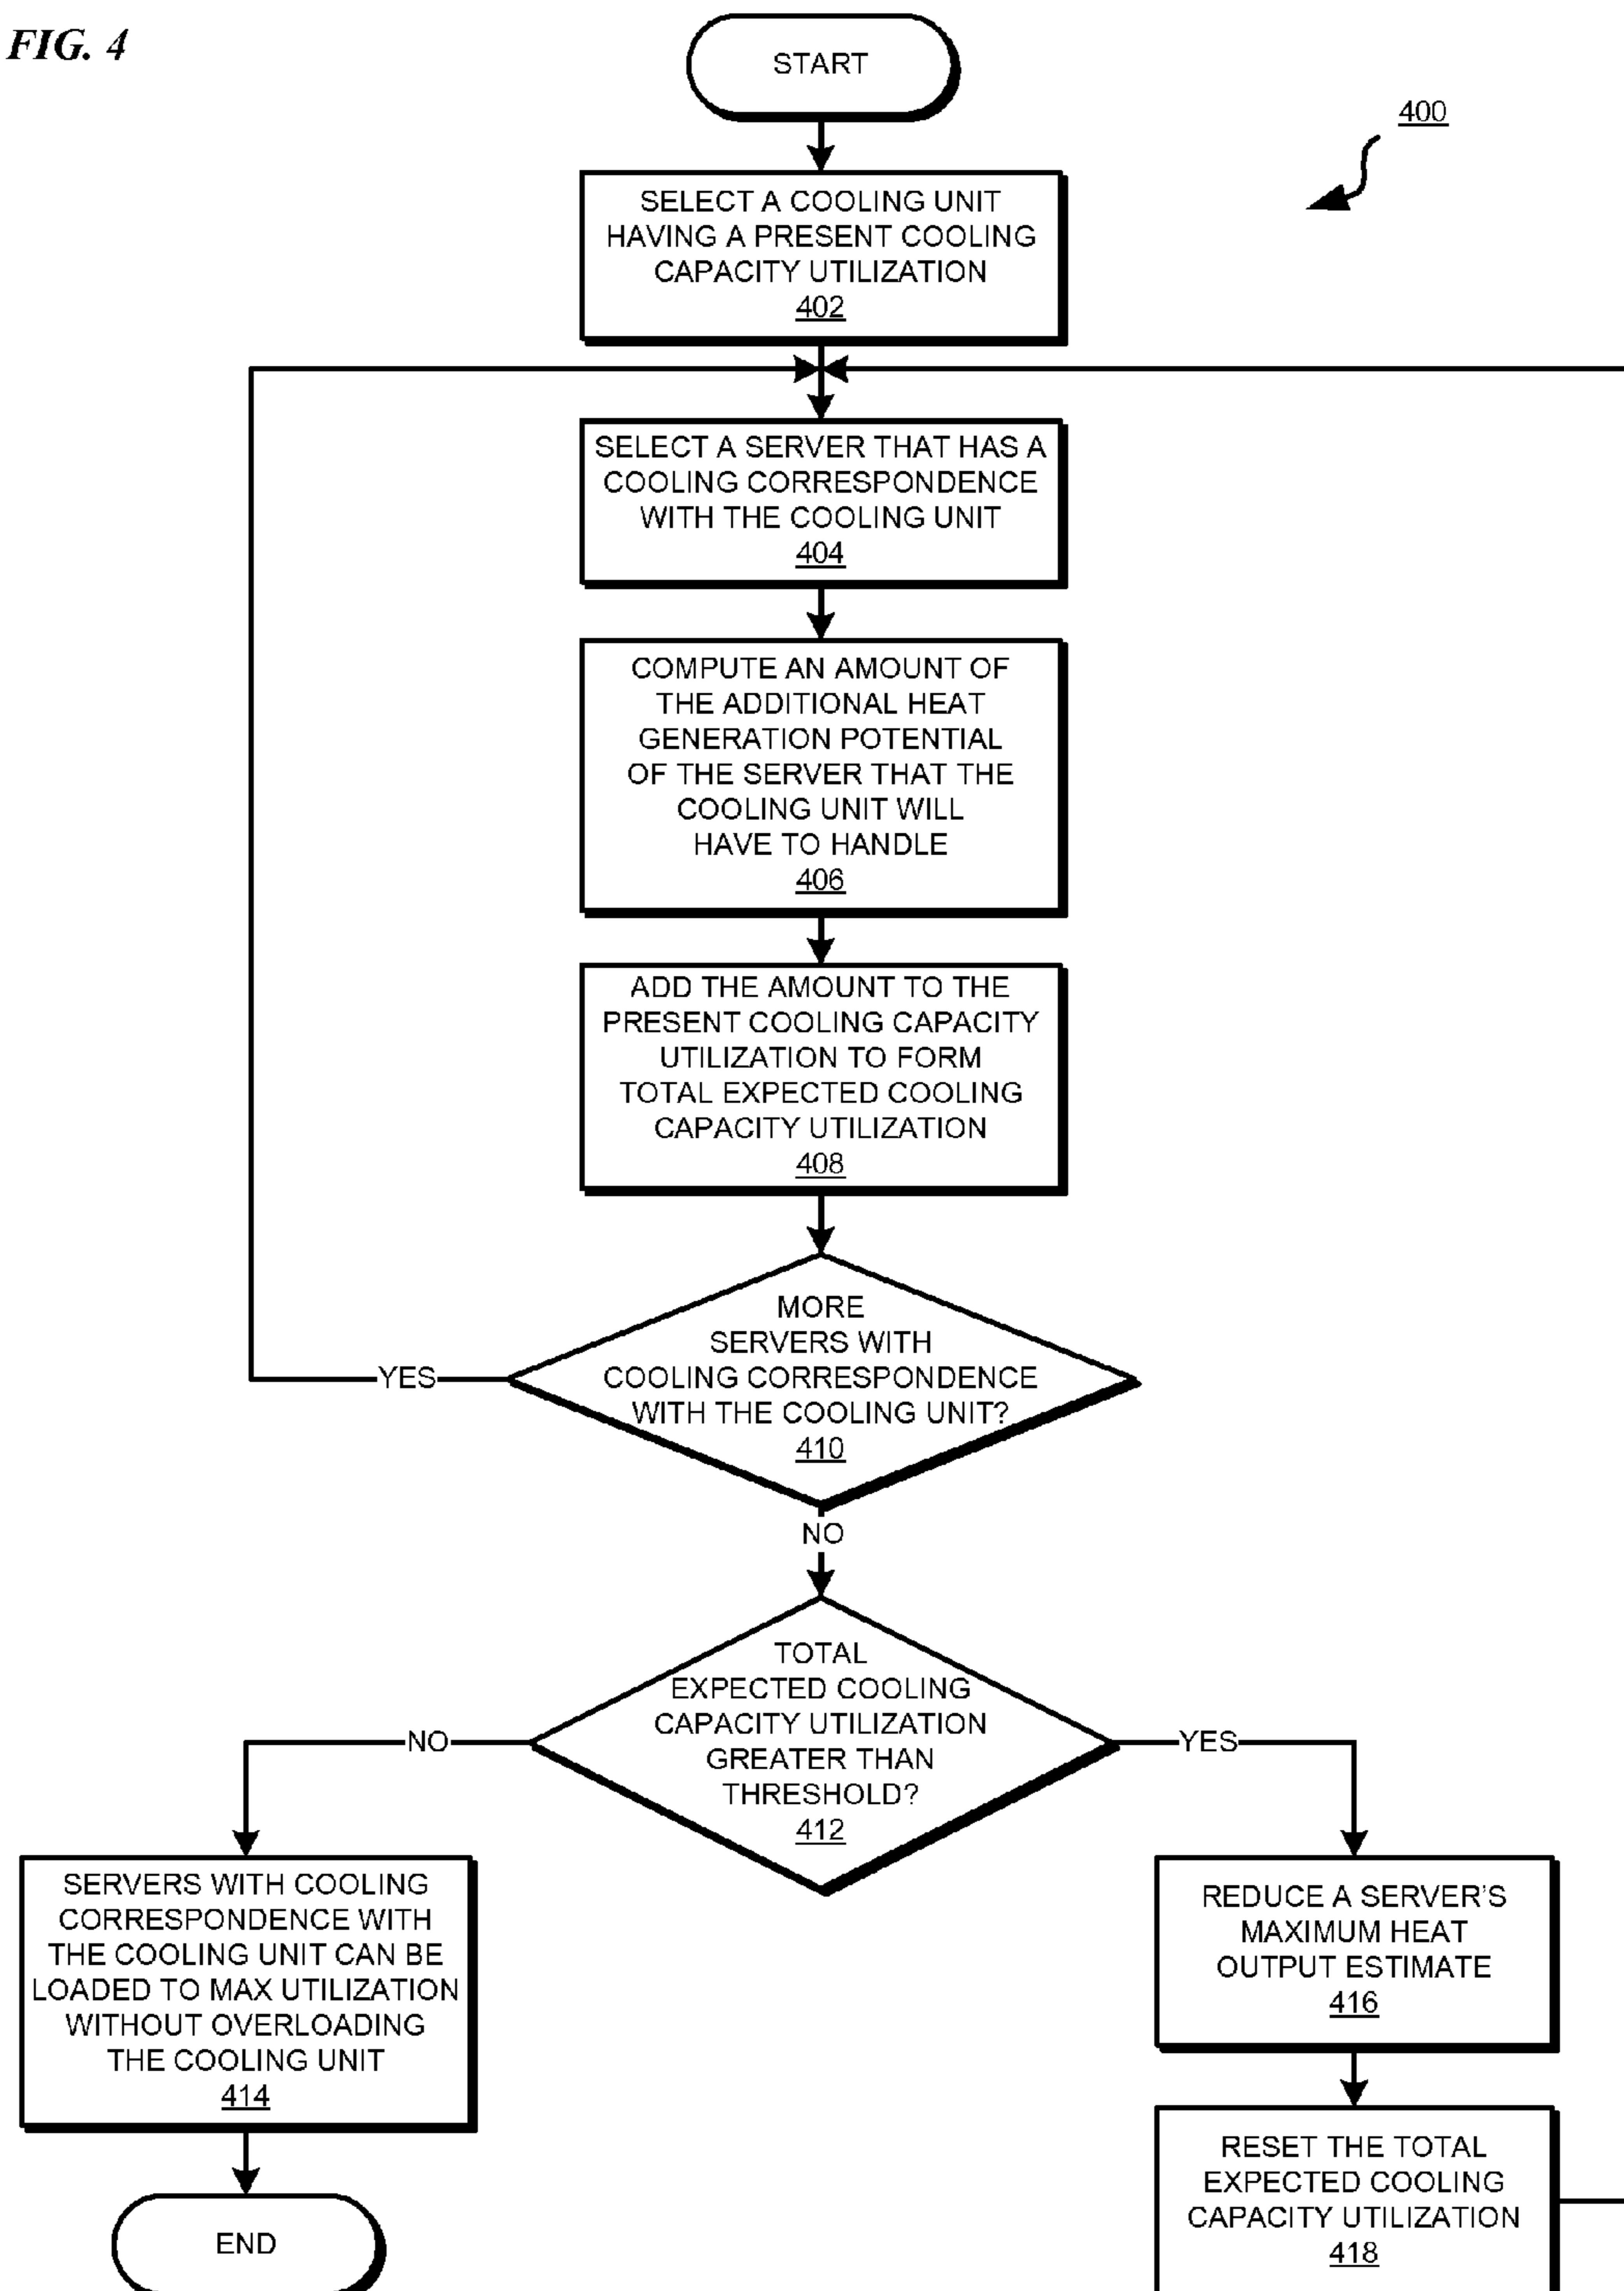 FIG. 4
START
400
SELECT A COOLING UNIT
HAVING A PRESENT COOLING
CAPACITY UTILIZATION
402
SELECT A SERVER THAT HAS A
COOLING CORRESPONDENCE
WITH THE COOLING UNIT
404
COMPUTE AN AMOUNT OF
THE ADDITIONAL HEAT
GENERATION POTENTIAL
OF THE SERVER THAT THE
COOLING UNIT WILL
HAVE TO HANDLE
406
ADD THE AMOUNT TO THE
PRESENT COOLING CAPACITY
UTILIZATION TO FORM
TOTAL EXPECTED COOLING
CAPACITY UTILIZATION
408
MORE
SERVERS WITH
COOLING CORRESPONDENCE
WITH THE COOLING UNIT?
410
YES
NO
TOTAL
EXPECTED COOLING
CAPACITY UTILIZATION
GREATER THAN
THRESHOLD?
412
NO
YES
SERVERS WITH COOLING
CORRESPONDENCE WITH
THE COOLING UNIT CAN BE
LOADED TO MAX UTILIZATION
WITHOUT OVERLOADING
THE COOLING UNIT
414
REDUCE A SERVER'S
MAXIMUM HEAT
OUTPUT ESTIMATE
416
RESET THE TOTAL
EXPECTED COOLING
CAPACITY UTILIZATION
418
END